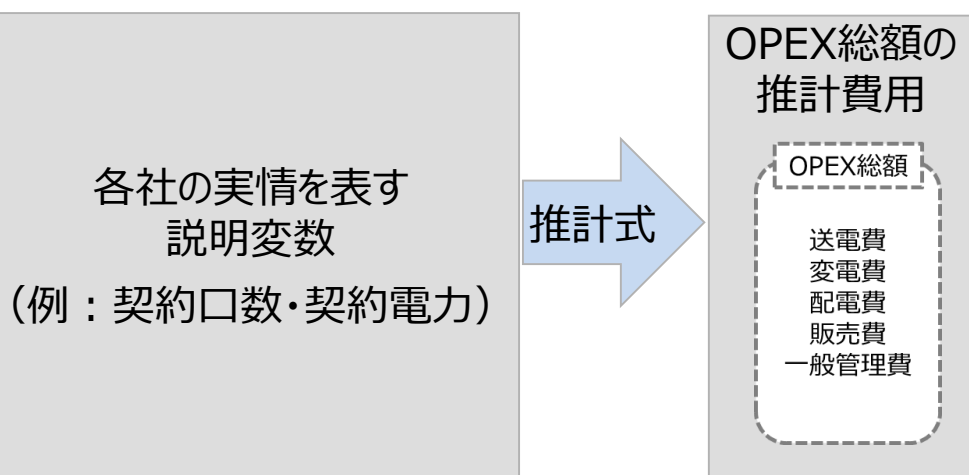 各社の実情を表す
説明変数
（例：契約口数・契約電力）
推計式
OPEX総額の
推計費用
OPEX総額
送電費
変電費
配電費
販売費
一般管理費